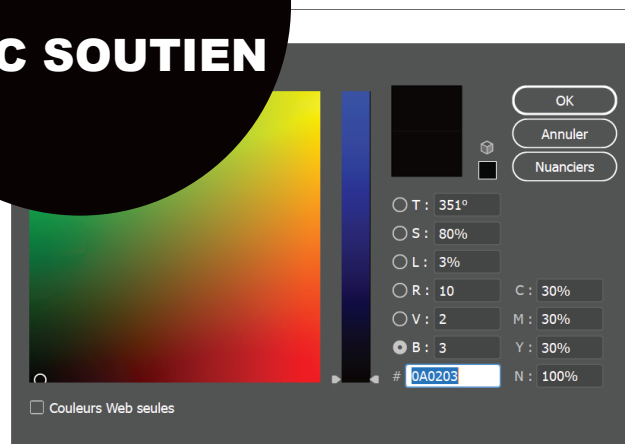 C SOUTIEN
OK
Annuler
Nuanciers
T : 351°
S : 80%
L : 3%
R : 10
C : 30%
V : 2
M : 30%
B : 3
Y : 30%
# 0A0203
N : 100%
Couleurs Web seules